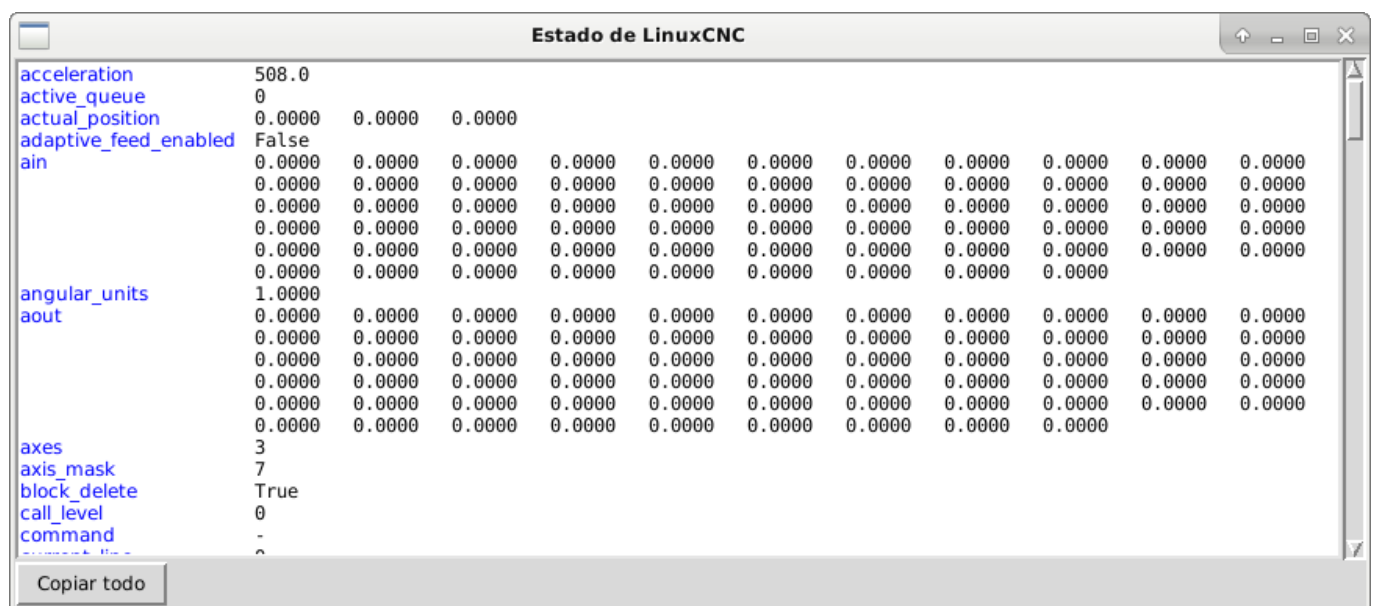 Estado de LinuxCNC
acceleration 508.0
active_queue 0
actual_position 0.0000 0.0000 0.0000
adaptive_feed_enabled False
ain 0.0000 0.0000 0.0000 0.0000 0.0000 0.0000 0.0000 0.0000 0.0000 0.0000 0.0000
0.0000 0.0000 0.0000 0.0000 0.0000 0.0000 0.0000 0.0000 0.0000 0.0000 0.0000
0.0000 0.0000 0.0000 0.0000 0.0000 0.0000 0.0000 0.0000 0.0000 0.0000 0.0000
0.0000 0.0000 0.0000 0.0000 0.0000 0.0000 0.0000 0.0000 0.0000 0.0000 0.0000
0.0000 0.0000 0.0000 0.0000 0.0000 0.0000 0.0000 0.0000 0.0000 0.0000 0.0000
0.0000 0.0000 0.0000 0.0000 0.0000 0.0000 0.0000 0.0000 0.0000
angular_units 1.0000
aout 0.0000 0.0000 0.0000 0.0000 0.0000 0.0000 0.0000 0.0000 0.0000 0.0000 0.0000
0.0000 0.0000 0.0000 0.0000 0.0000 0.0000 0.0000 0.0000 0.0000 0.0000 0.0000
0.0000 0.0000 0.0000 0.0000 0.0000 0.0000 0.0000 0.0000 0.0000 0.0000 0.0000
0.0000 0.0000 0.0000 0.0000 0.0000 0.0000 0.0000 0.0000 0.0000 0.0000 0.0000
0.0000 0.0000 0.0000 0.0000 0.0000 0.0000 0.0000 0.0000 0.0000 0.0000 0.0000
0.0000 0.0000 0.0000 0.0000 0.0000 0.0000 0.0000 0.0000 0.0000
axes 3
axis_mask 7
block_delete True
call_level 0
command -
Copiar todo